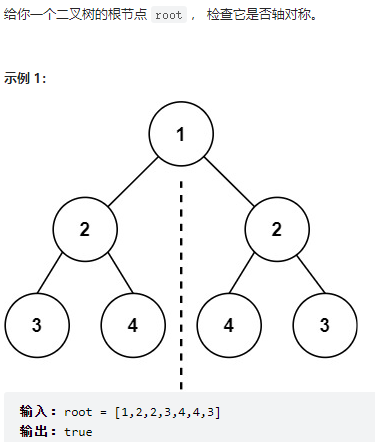 给你一个二叉树的根节点 root ， 检查它是否轴对称。
示例 1：
1
2 2
3 4 4 3
输入：root = [1,2,2,3,4,4,3]
输出：true